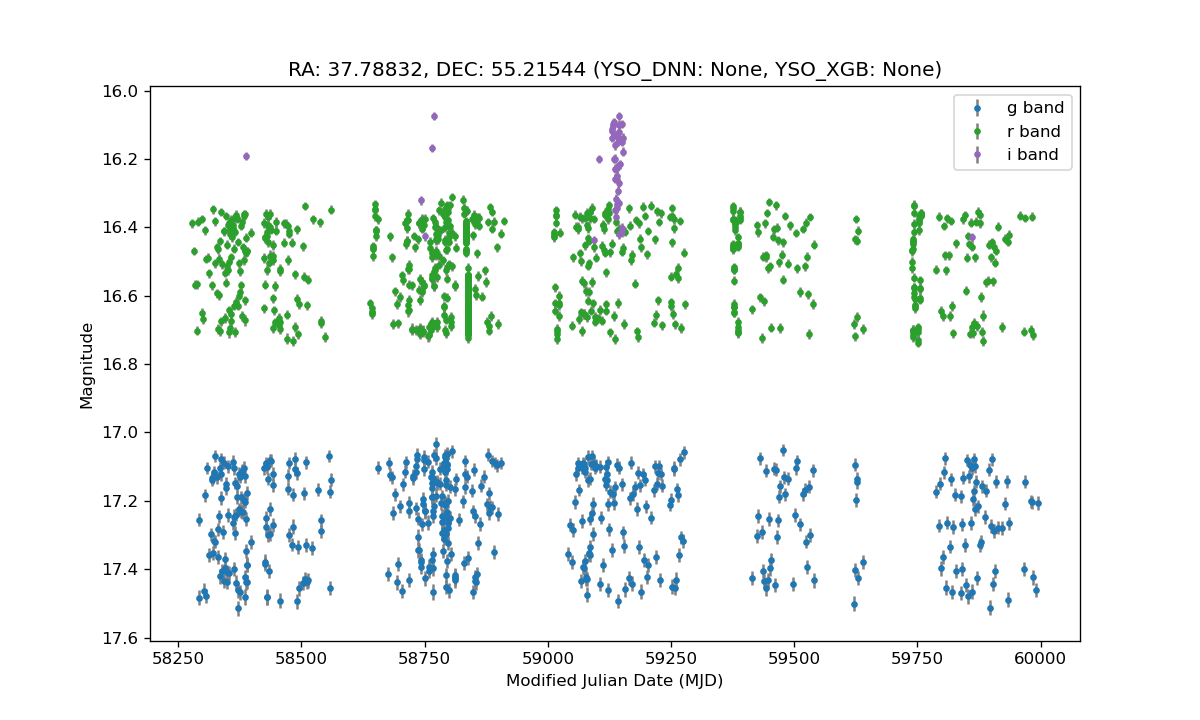 RA: 37.78832, DEC: 55.21544 (YSO_DNN: None, YSO_XGB: None)
g band
r band
i band
16.0
16.2
16.4
16.6
16.8
17.0
17.2
17.4
17.6
Magnitude
58250 58500 58750 59000 59250 59500 59750 60000
Modified Julian Date (MJD)